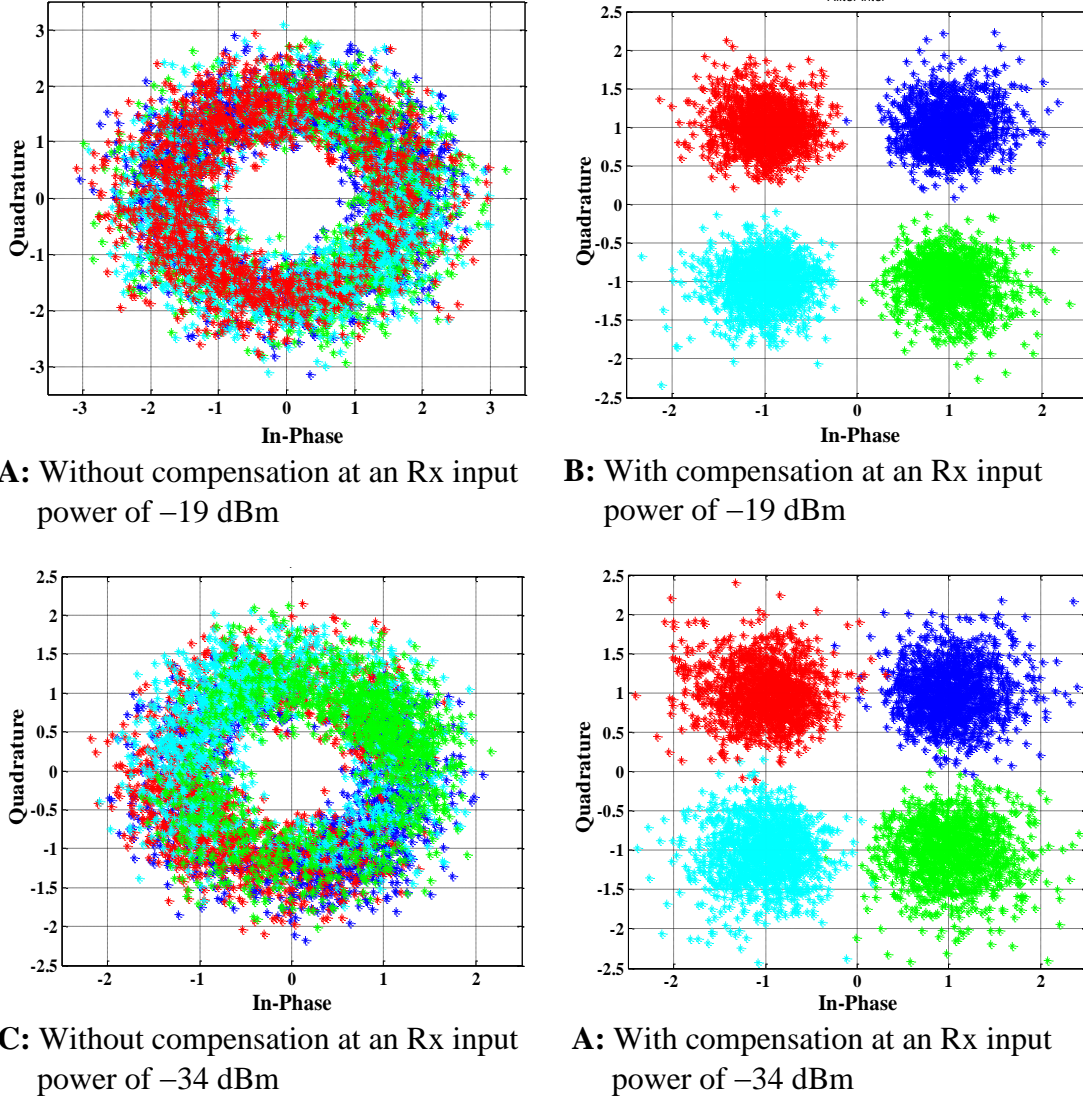 3
2
1
0
-1
-2
-3
Quadrature
-3 -2 -1 0 1 2 3
In-Phase
A: Without compensation at an Rx input
power of −19 dBm
2.5
2
1.5
1
0.5
0
-0.5
-1
-1.5
-2
-2.5
Quadrature
-2 -1 0 1 2
In-Phase
B: With compensation at an Rx input
power of −19 dBm
2.5
2
1.5
1
0.5
0
-0.5
-1
-1.5
-2
-2.5
Quadrature
-2 -1 0 1 2
In-Phase
C: Without compensation at an Rx input
power of −34 dBm
2.5
2
1.5
1
0.5
0
-0.5
-1
-1.5
-2
-2.5
Quadrature
-2 -1 0 1 2
In-Phase
A: With compensation at an Rx input
power of −34 dBm